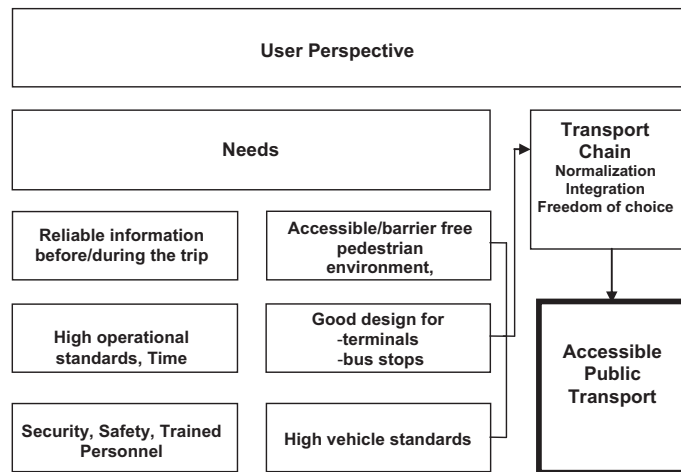 User Perspective
Needs
Transport
Chain
Normalization
Integration
Freedom of choice
Reliable information
before/during the trip
Accessible/barrier free
pedestrian
environment,
High operational
standards, Time
Good design for
-terminals
-bus stops
Accessible
Public
Transport
Security, Safety, Trained
Personnel
High vehicle standards